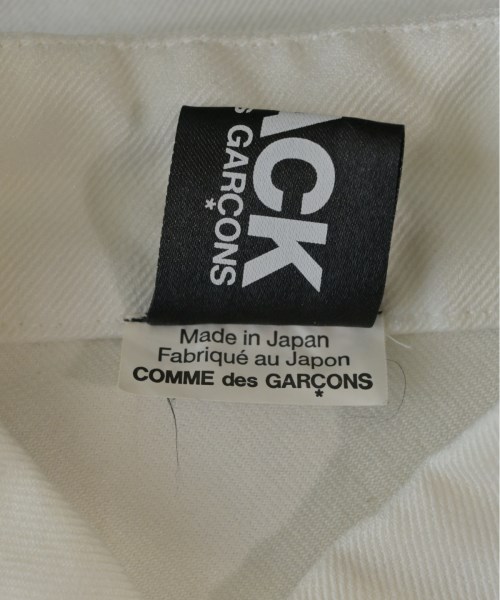 ACK
GARÇONS
Made in Japan
Fabriqué au Japon
COMME des GARÇONS